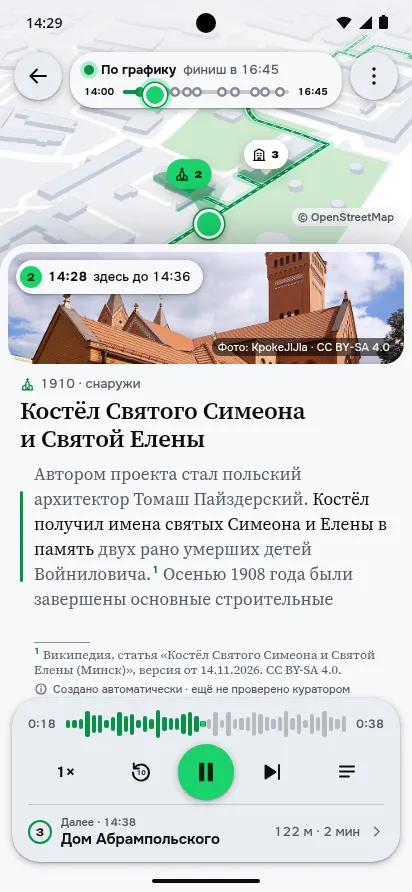 14:29
По графику финиш в 16:45
14:00 16:45
3
2
© OpenStreetMap
2 14:28 здесь до 14:36
Фото: KpokeJlJla · CC BY-SA 4.0
1910 · снаружи
Костёл Святого Симеона
и Святой Елены
Автором проекта стал польский
архитектор Томаш Пайздерский. Костёл
получил имена святых Симеона и Елены в
память двух рано умерших детей
Войниловича.¹ Осенью 1908 года были
завершены основные строительные
¹ Википедия, статья «Костёл Святого Симеона и Святой
Елены (Минск)», версия от 14.11.2026. CC BY-SA 4.0.
Создано автоматически · ещё не проверено куратором
0:18 0:38
1× 10
Далее · 14:38
3 Дом Абрампольского 122 м · 2 мин